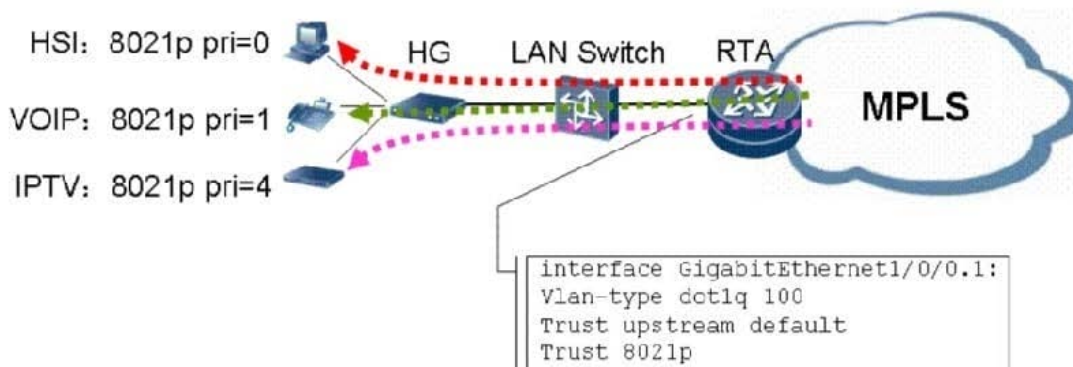 HSI: 8021p pri=0
HG
LAN Switch
RTA
VOIP: 8021p pri=1
MPLS
IPTV: 8021p pri=4
interface GigabitEthernet1/0/0.1:
Vlan-type dot1q 100
Trust upstream default
Trust 8021p